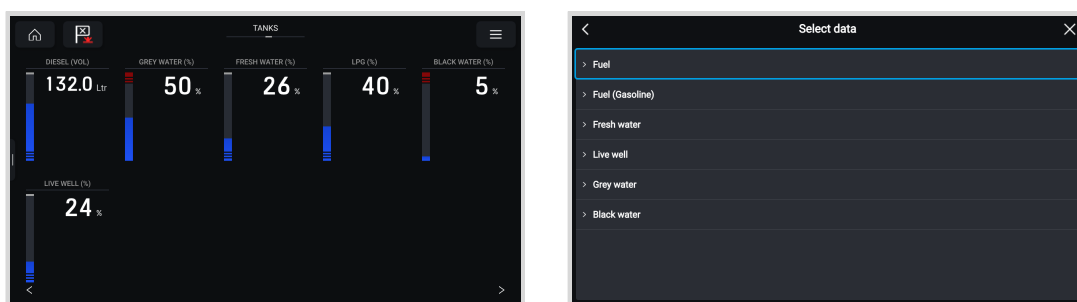 TANKS
DIESEL (VOL) GREY WATER (%) FRESH WATER (%) LPG (%) BLACK WATER (%)
132.0 Ltr 50 % 26 % 40 % 5 %
LIVE WELL (%)
24 %
Select data
Fuel
Fuel (Gasoline)
Fresh water
Live well
Grey water
Black water